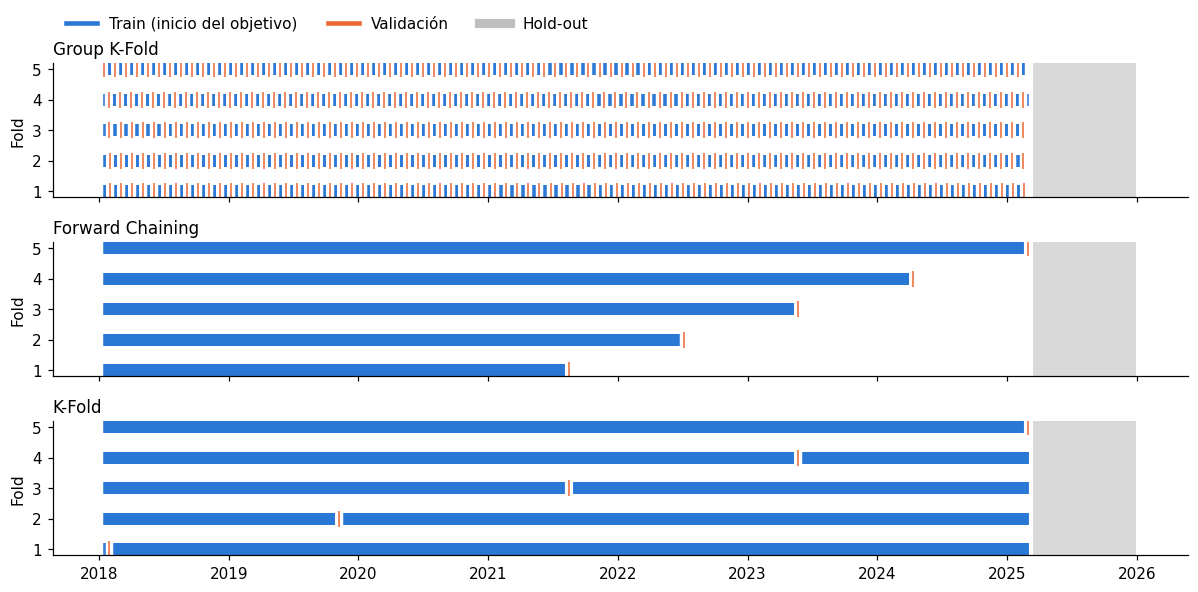 Train (inicio del objetivo) Validación Hold-out
Group K-Fold
5
4
3
2
1
Fold
Forward Chaining
5
4
3
2
1
Fold
K-Fold
5
4
3
2
1
Fold
2018 2019 2020 2021 2022 2023 2024 2025 2026